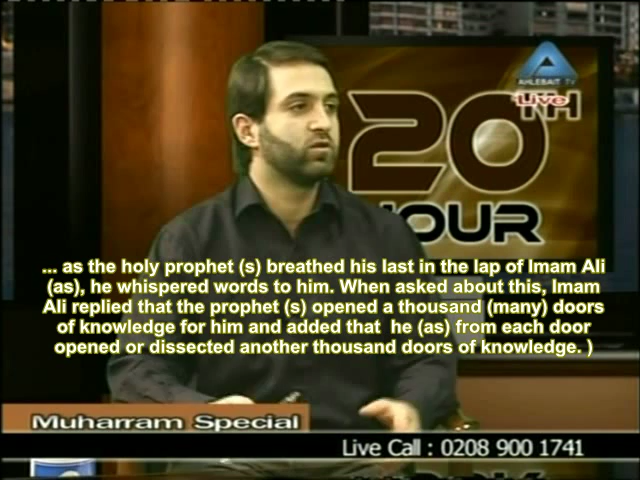 AHLEBAIT TV
Live
20TH
HOUR
... as the holy prophet (s) breathed his last in the lap of Imam Ali
(as), he whispered words to him. When asked about this, Imam
Ali replied that the prophet (s) opened a thousand (many) doors
of knowledge for him and added that he (as) from each door
opened or dissected another thousand doors of knowledge. )
Muharram Special
Live Call : 0208 900 1741